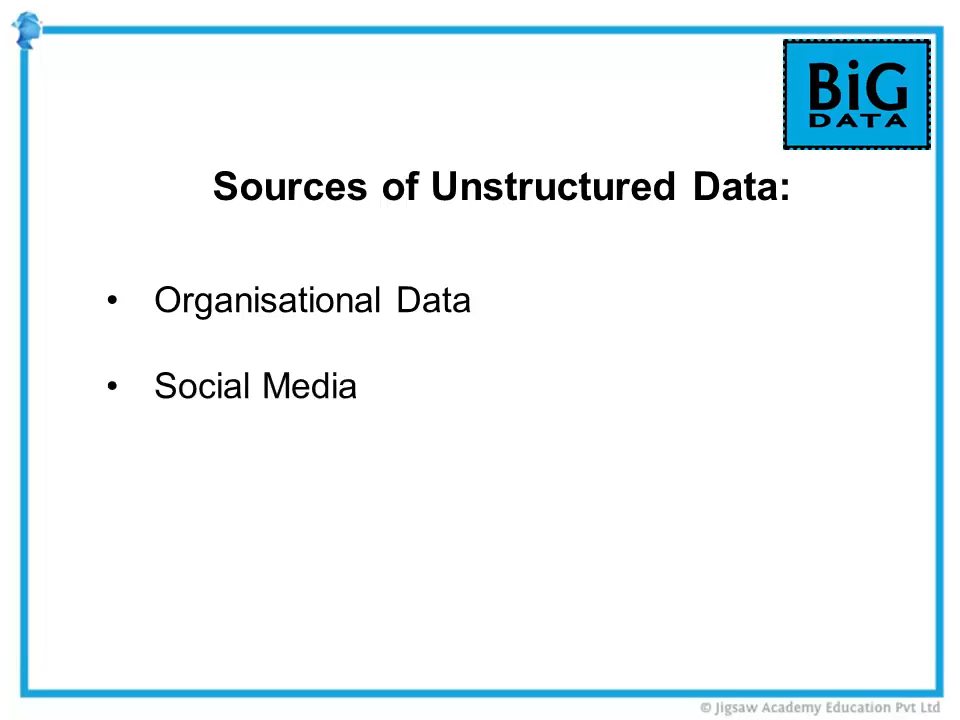 BiG
DATA
Sources of Unstructured Data:
• Organisational Data
• Social Media
© Jigsaw Academy Education Pvt Ltd